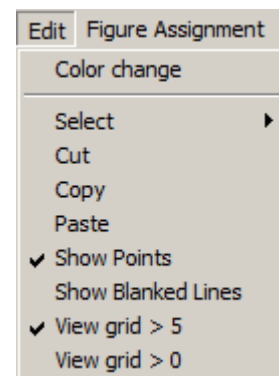 Edit Figure Assignment
Color change
Select
Cut
Copy
Paste
Show Points
Show Blanked Lines
View grid > 5
View grid > 0